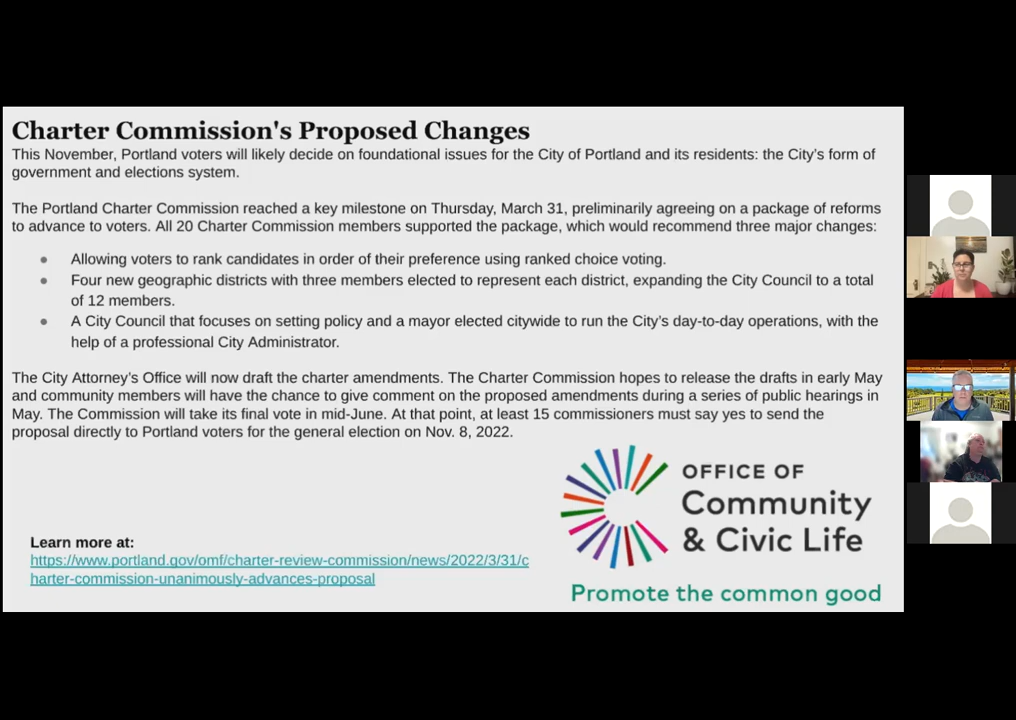 Charter Commission's Proposed Changes
This November, Portland voters will likely decide on foundational issues for the City of Portland and its residents: the City's form of
government and elections system.
The Portland Charter Commission reached a key milestone on Thursday, March 31, preliminarily agreeing on a package of reforms
to advance to voters. All 20 Charter Commission members supported the package, which would recommend three major changes:
● Allowing voters to rank candidates in order of their preference using ranked choice voting.
● Four new geographic districts with three members elected to represent each district, expanding the City Council to a total
of 12 members.
● A City Council that focuses on setting policy and a mayor elected citywide to run the City's day-to-day operations, with the
help of a professional City Administrator.
The City Attorney's Office will now draft the charter amendments. The Charter Commission hopes to release the drafts in early May
and community members will have the chance to give comment on the proposed amendments during a series of public hearings in
May. The Commission will take its final vote in mid-June. At that point, at least 15 commissioners must say yes to send the
proposal directly to Portland voters for the general election on Nov. 8, 2022.
Learn more at:
https://www.portland.gov/omf/charter-review-commission/news/2022/3/31/c
harter-commission-unanimously-advances-proposal
OFFICE OF
Community
& Civic Life
Promote the common good